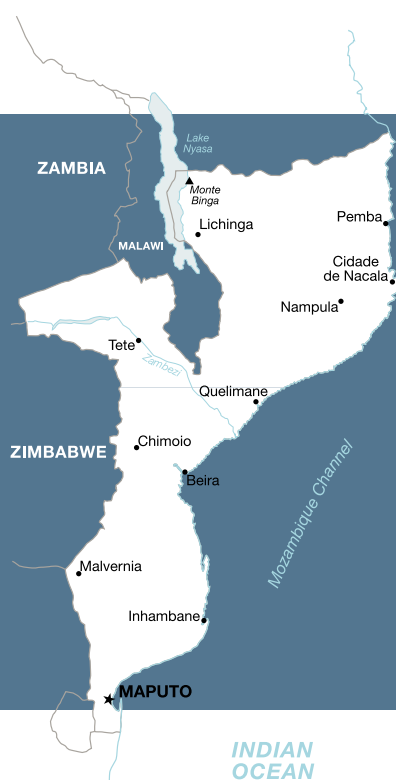 Lake
Nyasa
ZAMBIA
Monte
Binga
Lichinga
Pemba
MALAWI
Cidade
de Nacala
Nampula
Tete
Zambezi
Quelimane
Chimoio
ZIMBABWE
Beira
Mozambique Channel
Malvernia
Inhambane
MAPUTO
INDIAN
OCEAN